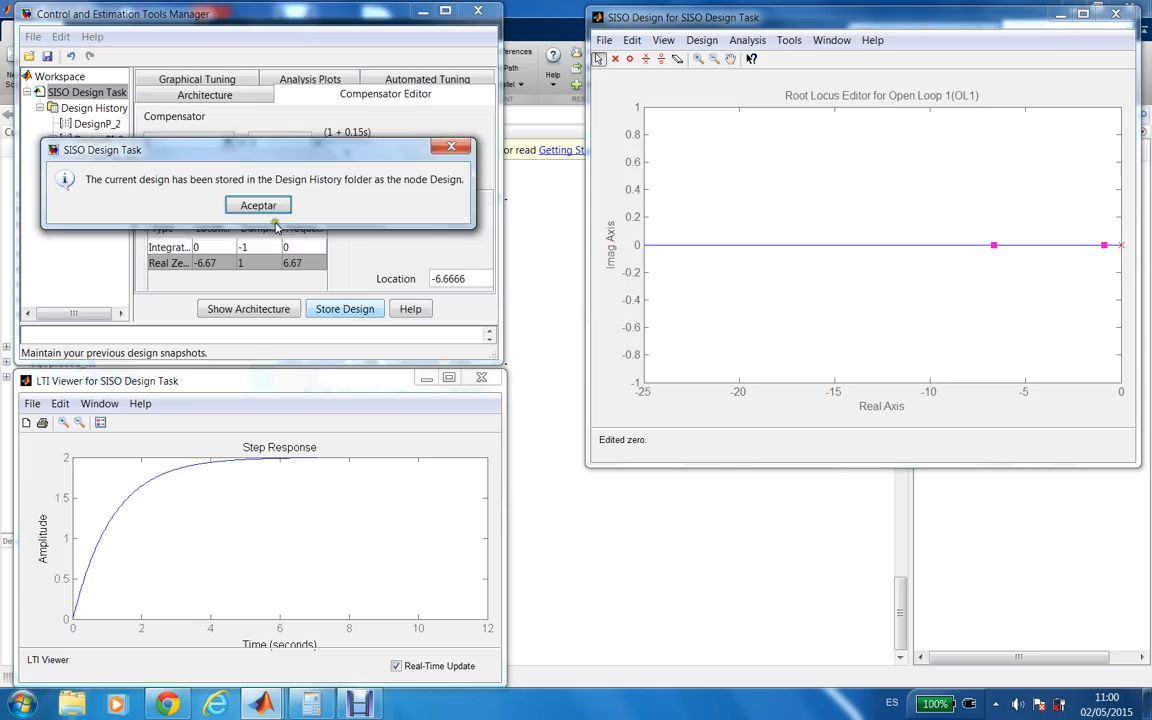 Control and Estimation Tools Manager
File Edit Help
Workspace
SISO Design Task
Design History
DesignP_2
Graphical Tuning
Analysis Plots
Automated Tuning
Architecture
Compensator Editor
Compensator
(1 + 0.15s)
SISO Design Task
The current design has been stored in the Design History folder as the node Design.
Aceptar
Integrat... 0 -1 0
Real Ze... -6.67 1 6.67
Location -6.6666
Show Architecture
Store Design
Help
Maintain your previous design snapshots.
or read Getting St
Path
LTI Viewer for SISO Design Task
File Edit Window Help
Step Response
2
1.5
1
0.5
0
Amplitude
0 2 4 6 8 10 12
Time (seconds)
LTI Viewer
Real-Time Update
SISO Design for SISO Design Task
File Edit View Design Analysis Tools Window Help
Root Locus Editor for Open Loop 1(OL1)
1
0.8
0.6
0.4
0.2
0
-0.2
-0.4
-0.6
-0.8
-1
Imag Axis
-25 -20 -15 -10 -5 0
Real Axis
Edited zero.
ES
100%
11:00
02/05/2015